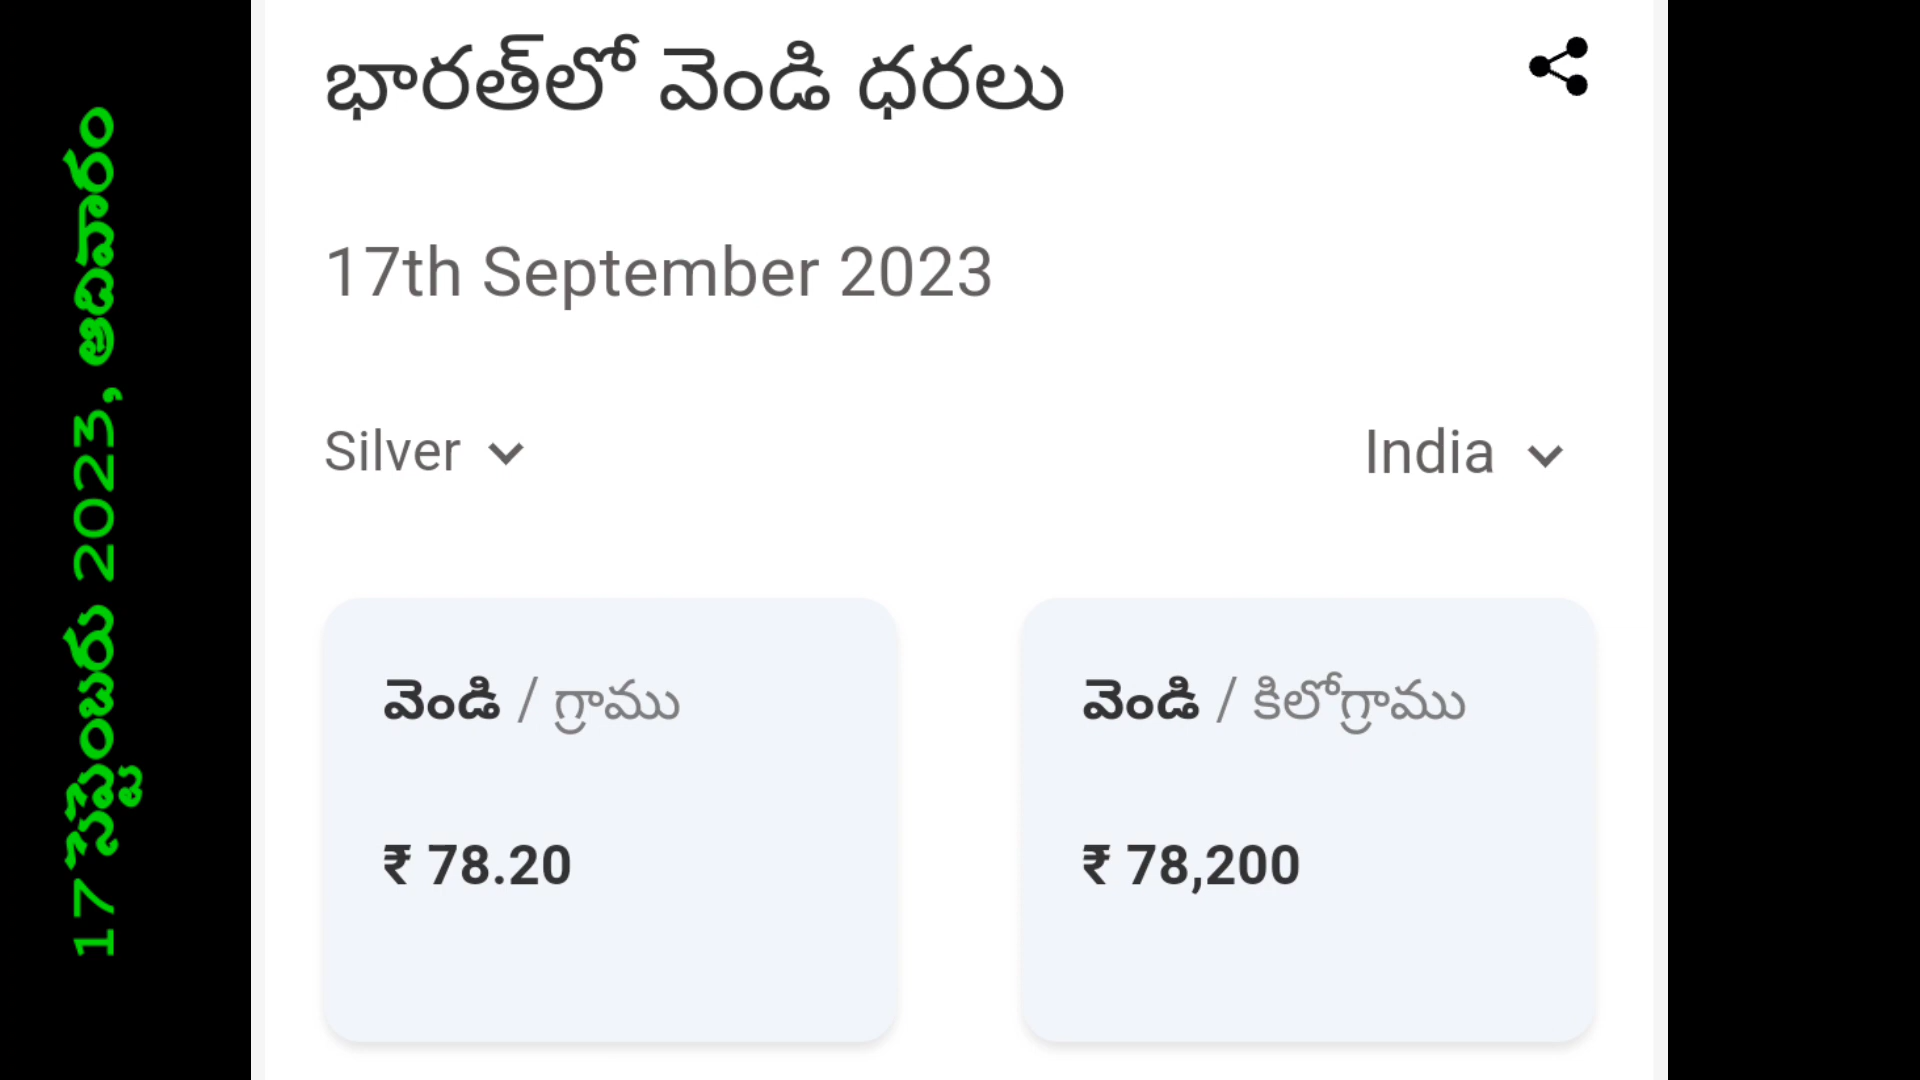 17 సెప్టెంబరు 2023, ఆదివారం
భారత్‌లో వెండి ధరలు
17th September 2023
Silver
India
వెండి / గ్రాము
₹ 78.20
వెండి / కిలోగ్రాము
₹ 78,200